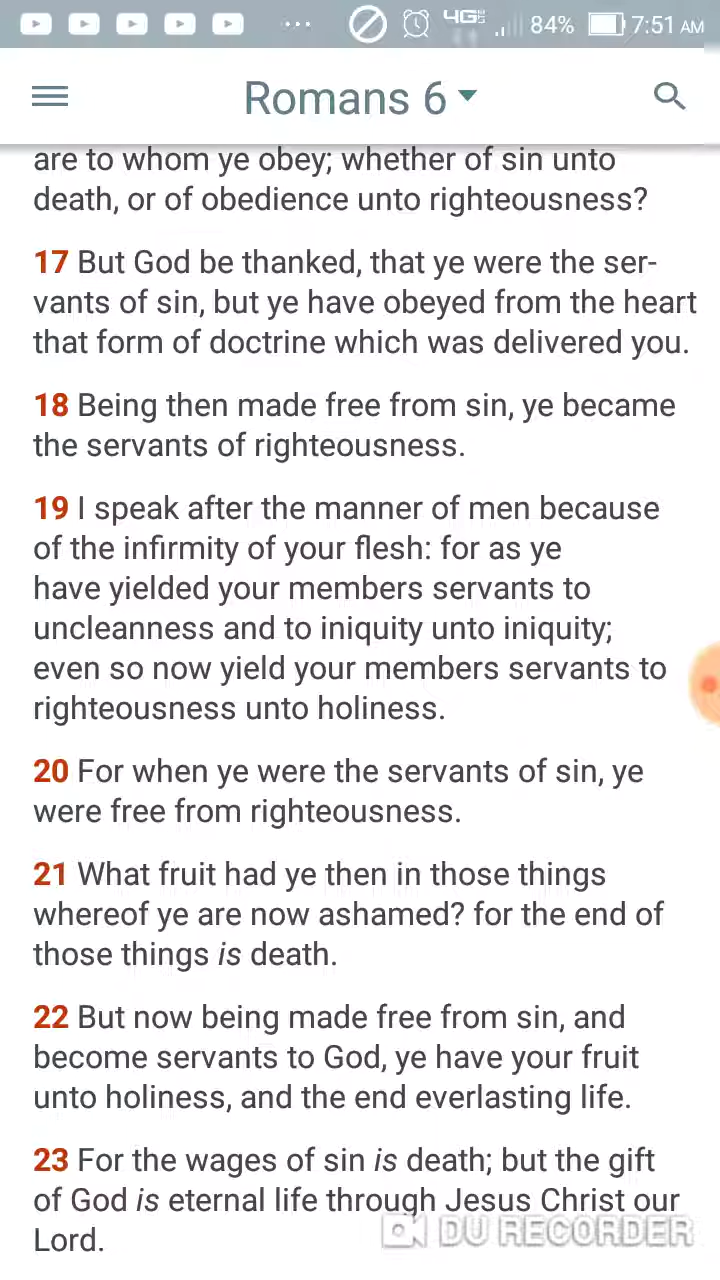 4GE 84% 7:51 AM
Romans 6
are to whom ye obey; whether of sin unto
death, or of obedience unto righteousness?
17 But God be thanked, that ye were the ser-
vants of sin, but ye have obeyed from the heart
that form of doctrine which was delivered you.
18 Being then made free from sin, ye became
the servants of righteousness.
19 I speak after the manner of men because
of the infirmity of your flesh: for as ye
have yielded your members servants to
uncleanness and to iniquity unto iniquity;
even so now yield your members servants to
righteousness unto holiness.
20 For when ye were the servants of sin, ye
were free from righteousness.
21 What fruit had ye then in those things
whereof ye are now ashamed? for the end of
those things is death.
22 But now being made free from sin, and
become servants to God, ye have your fruit
unto holiness, and the end everlasting life.
23 For the wages of sin is death; but the gift
of God is eternal life through Jesus Christ our
Lord.
DU RECORDER